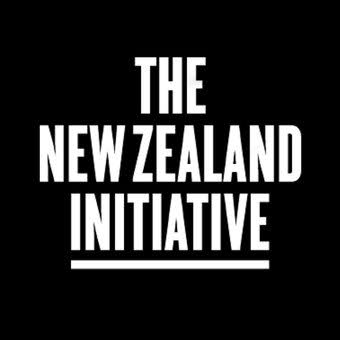 THE
NEW ZEALAND
INITIATIVE